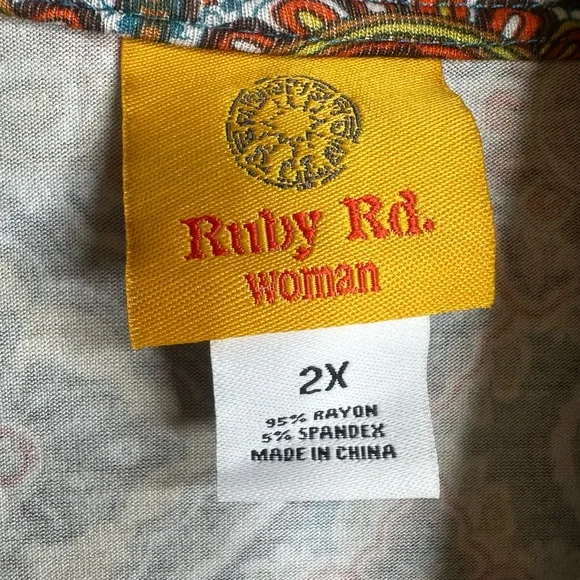 Ruby Rd.
woman
2X
95% RAYON
5% SPANDEX
MADE IN CHINA